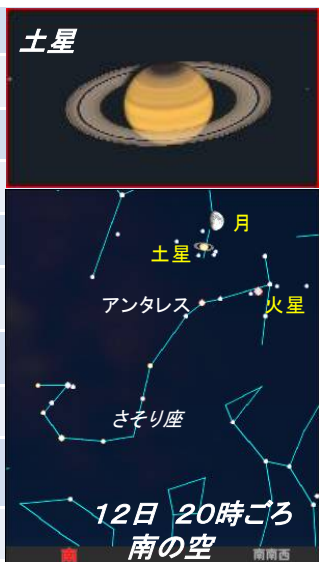 土星
月
土星
アンタレス
火星
さそり座
12日 20時ごろ
南の空
南
南南西